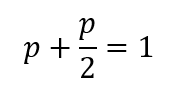 p + p/2 = 1